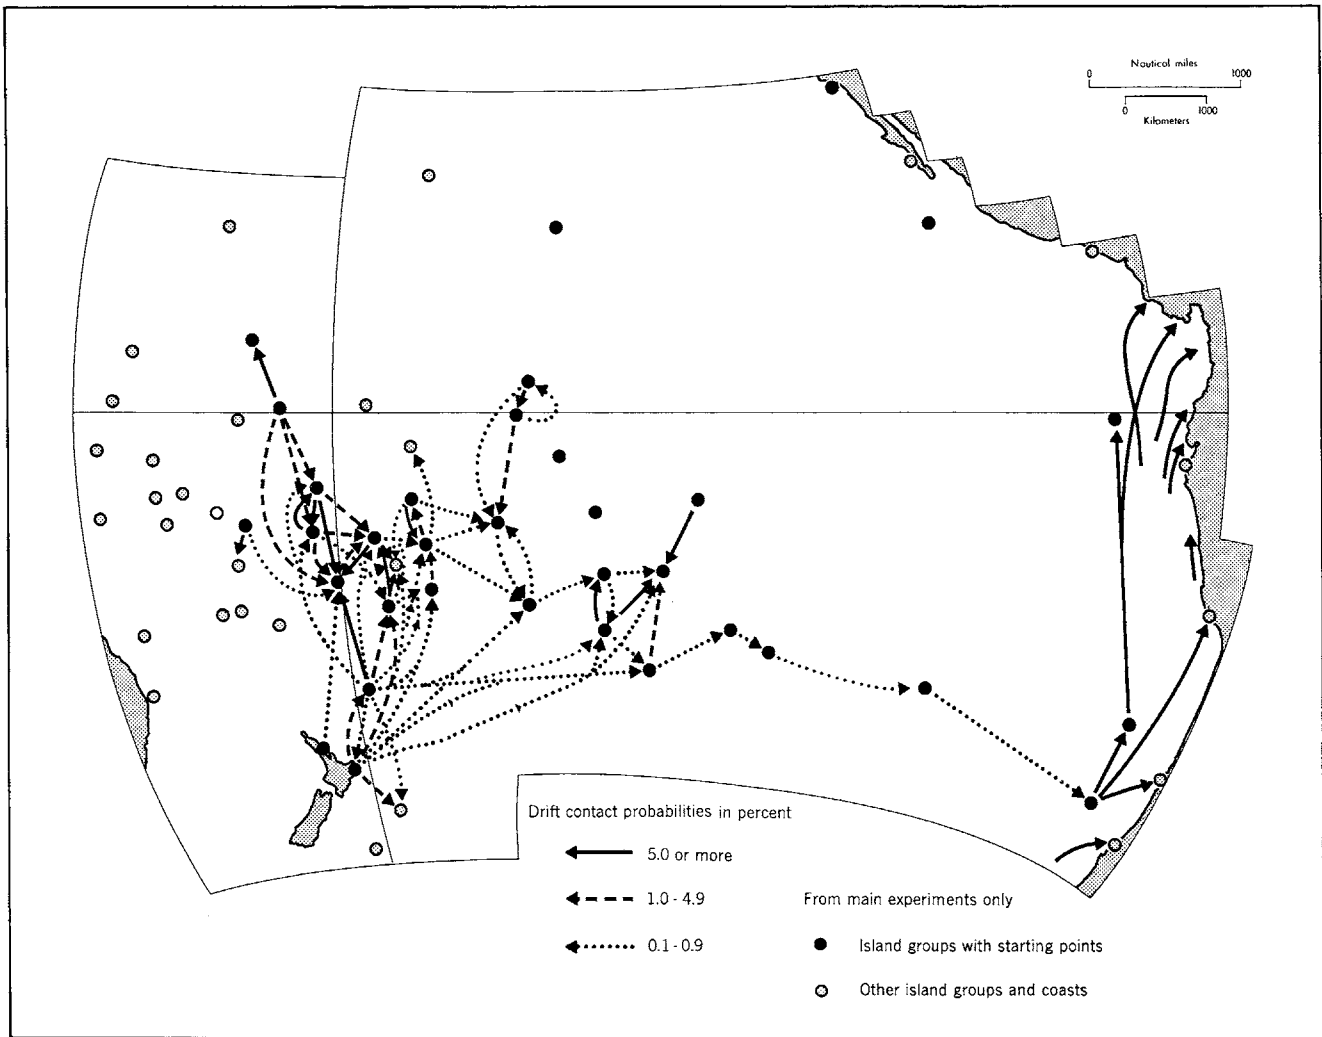 Nautical miles
0 1000
0 1000
Kilometers
Drift contact probabilities in percent
5.0 or more
1.0 - 4.9
From main experiments only
0.1 - 0.9
Island groups with starting points
Other island groups and coasts